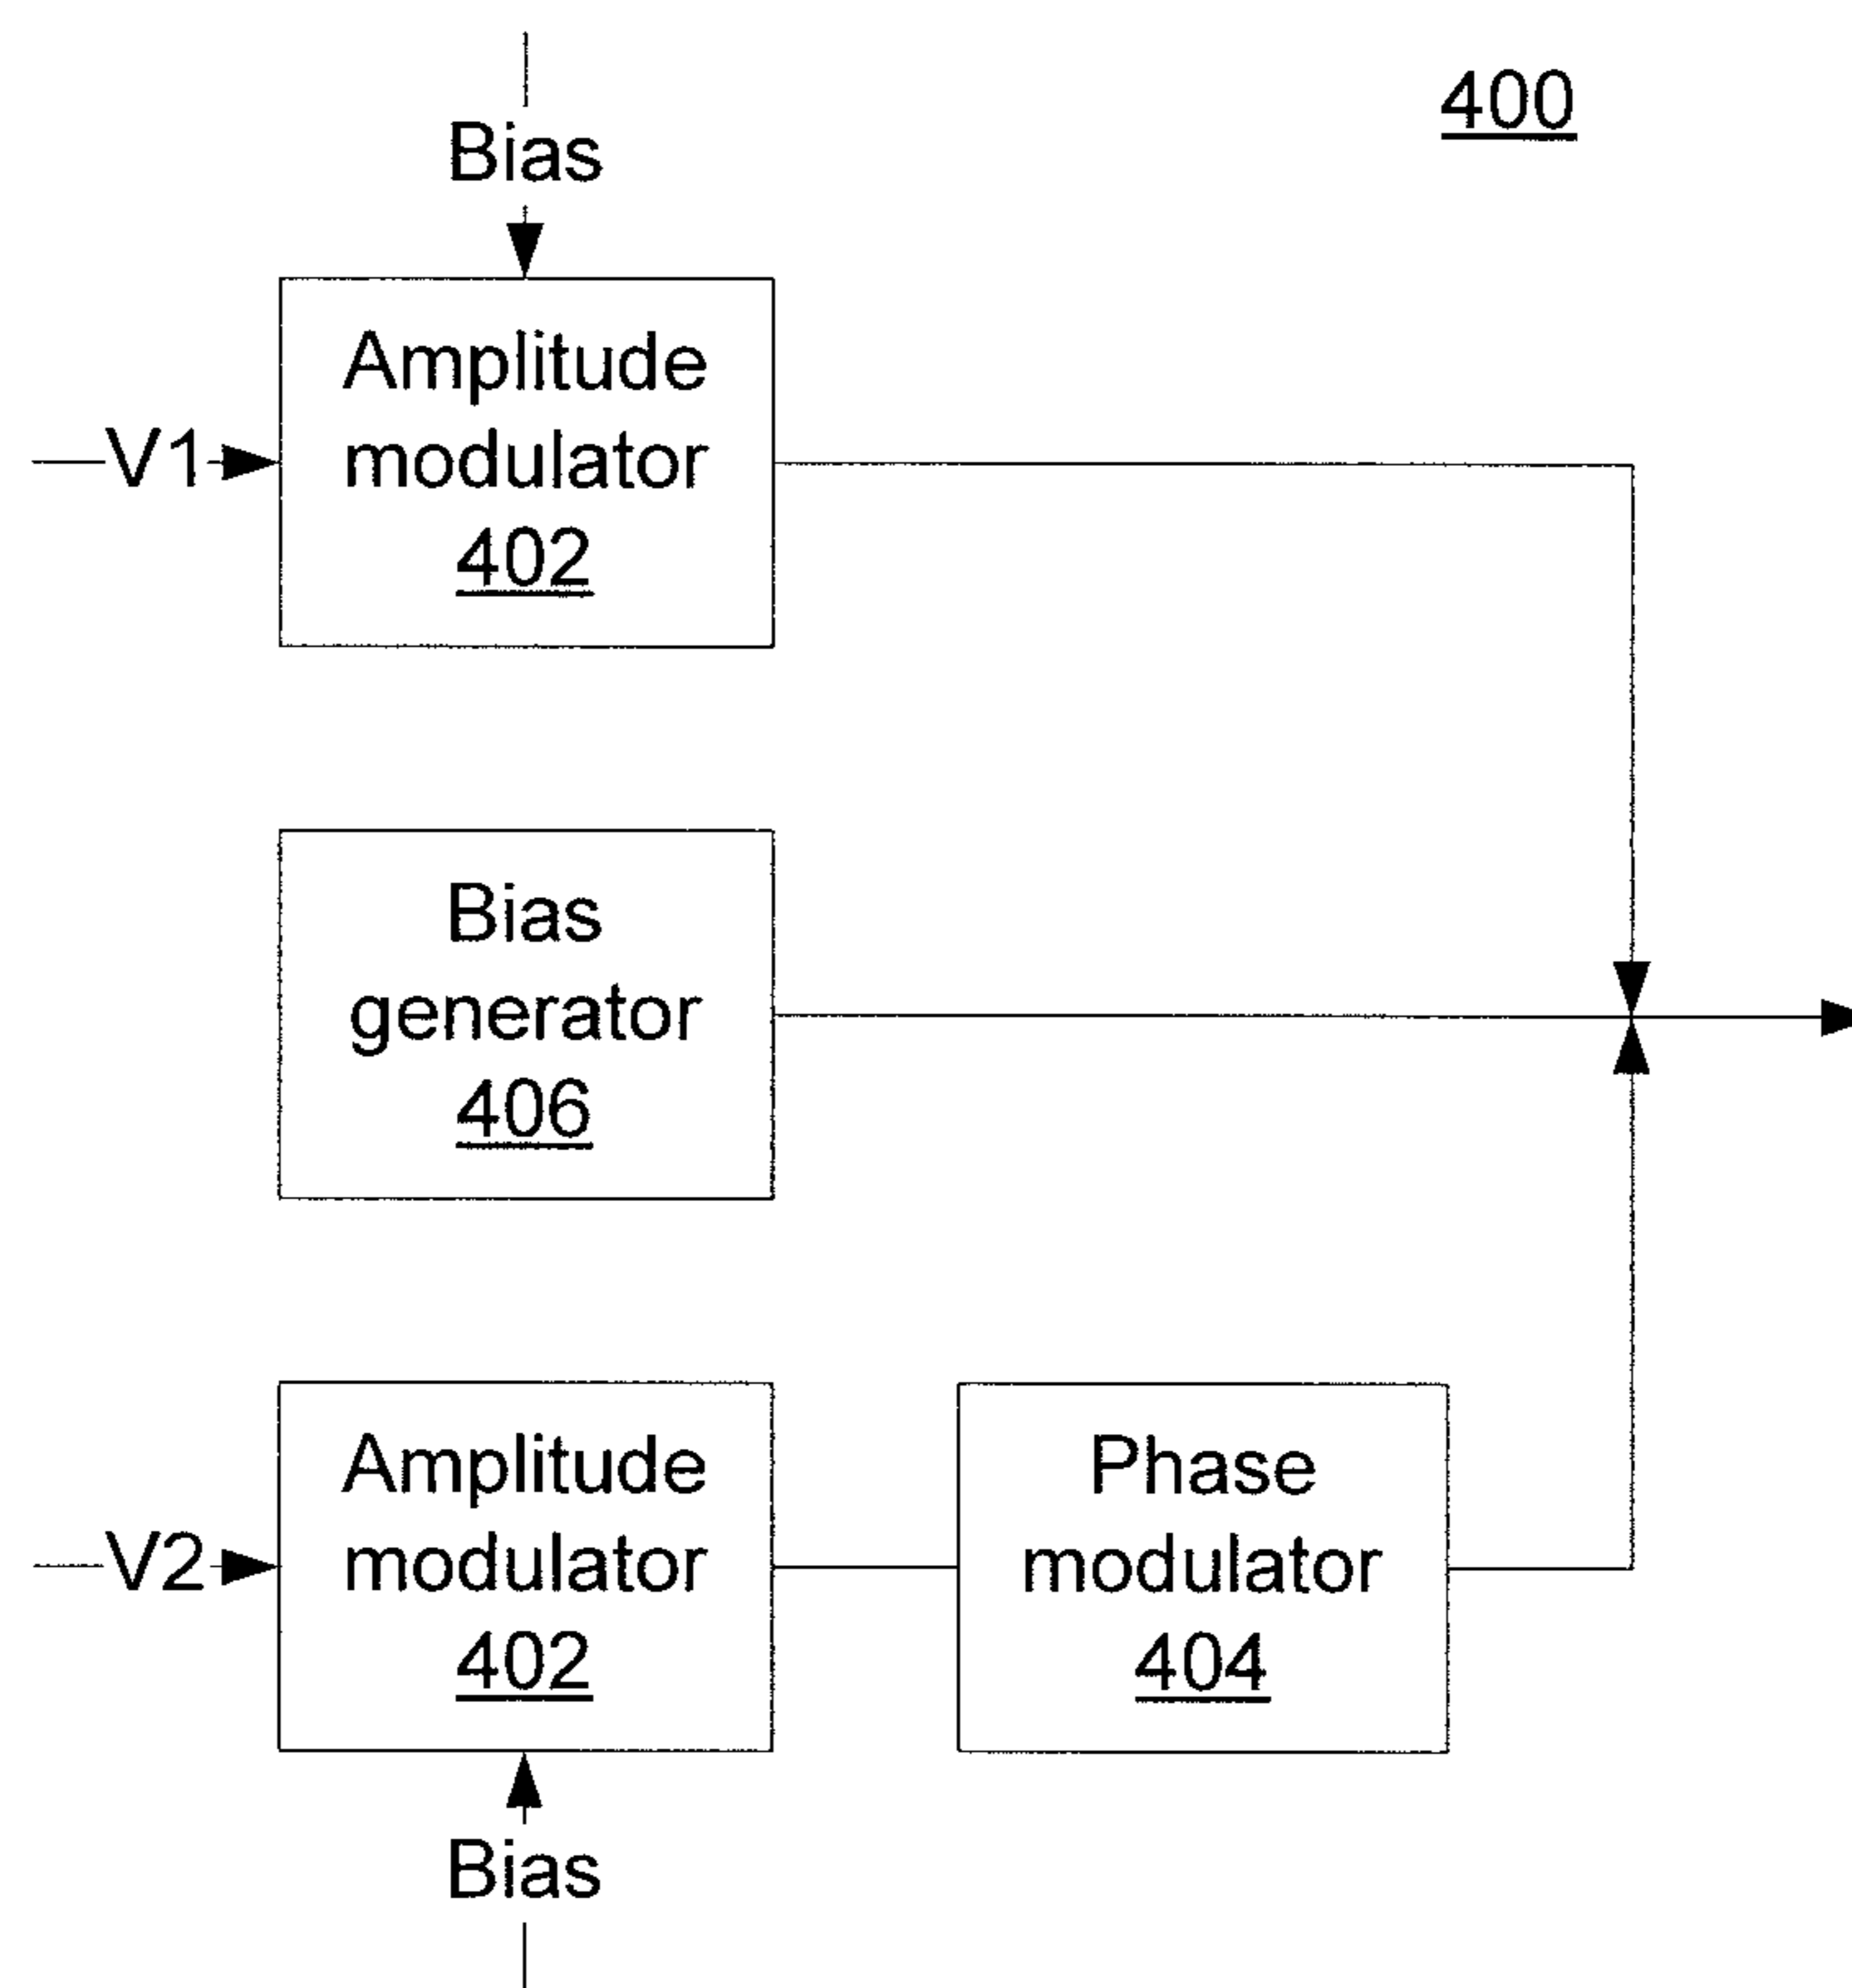 400
Bias
Amplitude
modulator
402
V1
Bias
generator
406
Amplitude
modulator
402
V2
Phase
modulator
404
Bias